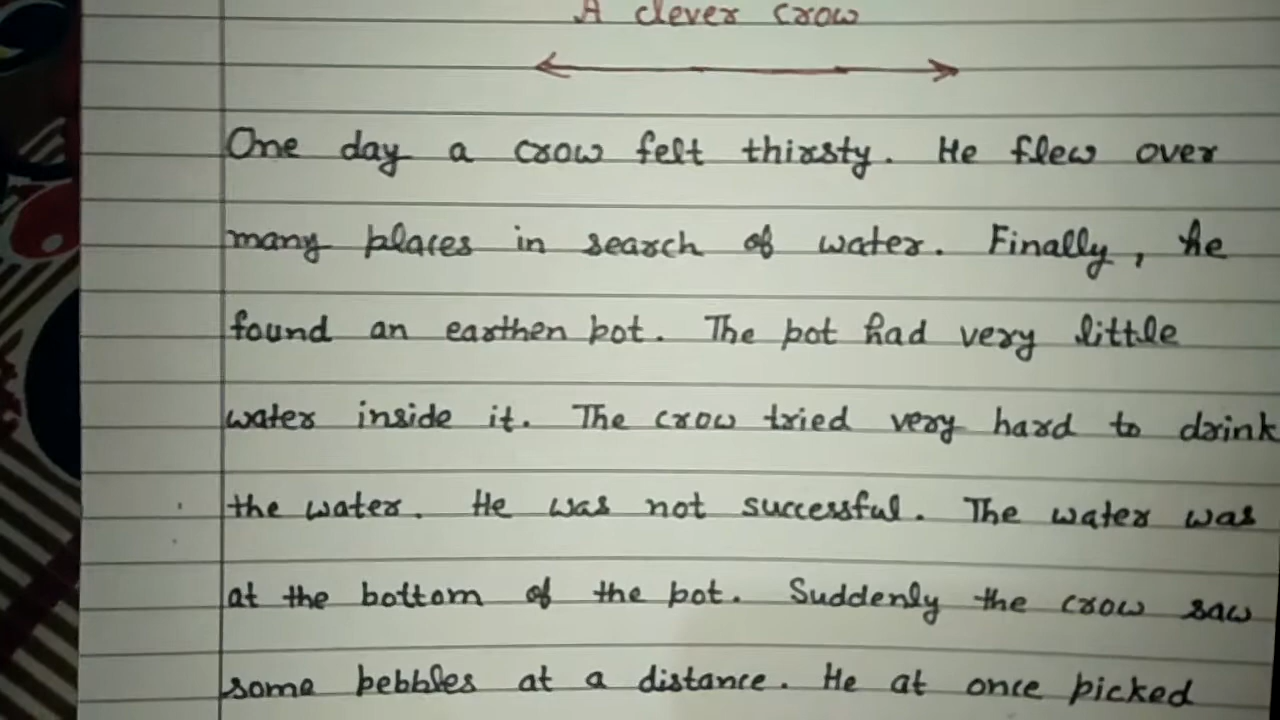 A clever crow
One day a crow felt thirsty. He flew over
many places in search of water. Finally, he
found an earthen pot. The pot had very little
water inside it. The crow tried very hard to drink
the water. He was not successful. The water was
at the bottom of the pot. Suddenly the crow saw
some pebbles at a distance. He at once picked